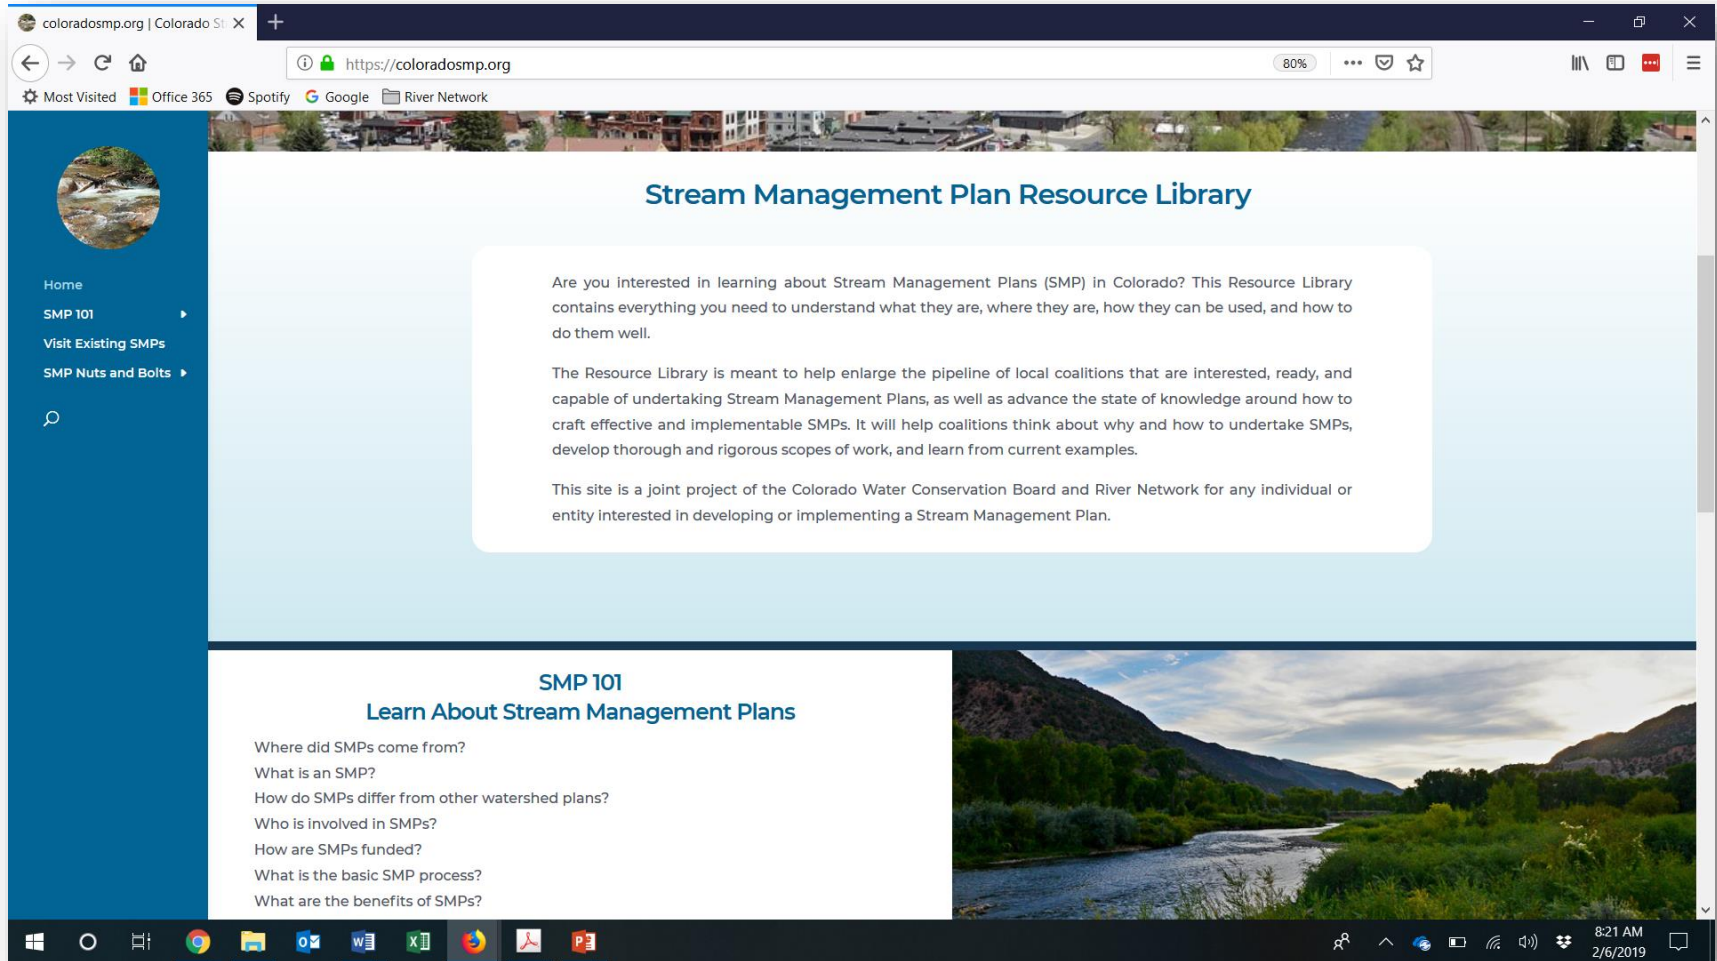 coloradosmp.org | Colorado St
https://coloradosmp.org
80%
Most Visited
Office 365
Spotify
Google
River Network
Home
SMP 101
Visit Existing SMPs
SMP Nuts and Bolts
Stream Management Plan Resource Library
Are you interested in learning about Stream Management Plans (SMP) in Colorado? This Resource Library
contains everything you need to understand what they are, where they are, how they can be used, and how to
do them well.
The Resource Library is meant to help enlarge the pipeline of local coalitions that are interested, ready, and
capable of undertaking Stream Management Plans, as well as advance the state of knowledge around how to
craft effective and implementable SMPs. It will help coalitions think about why and how to undertake SMPs,
develop thorough and rigorous scopes of work, and learn from current examples.
This site is a joint project of the Colorado Water Conservation Board and River Network for any individual or
entity interested in developing or implementing a Stream Management Plan.
SMP 101
Learn About Stream Management Plans
Where did SMPs come from?
What is an SMP?
How do SMPs differ from other watershed plans?
Who is involved in SMPs?
How are SMPs funded?
What is the basic SMP process?
What are the benefits of SMPs?
8:21 AM
2/6/2019